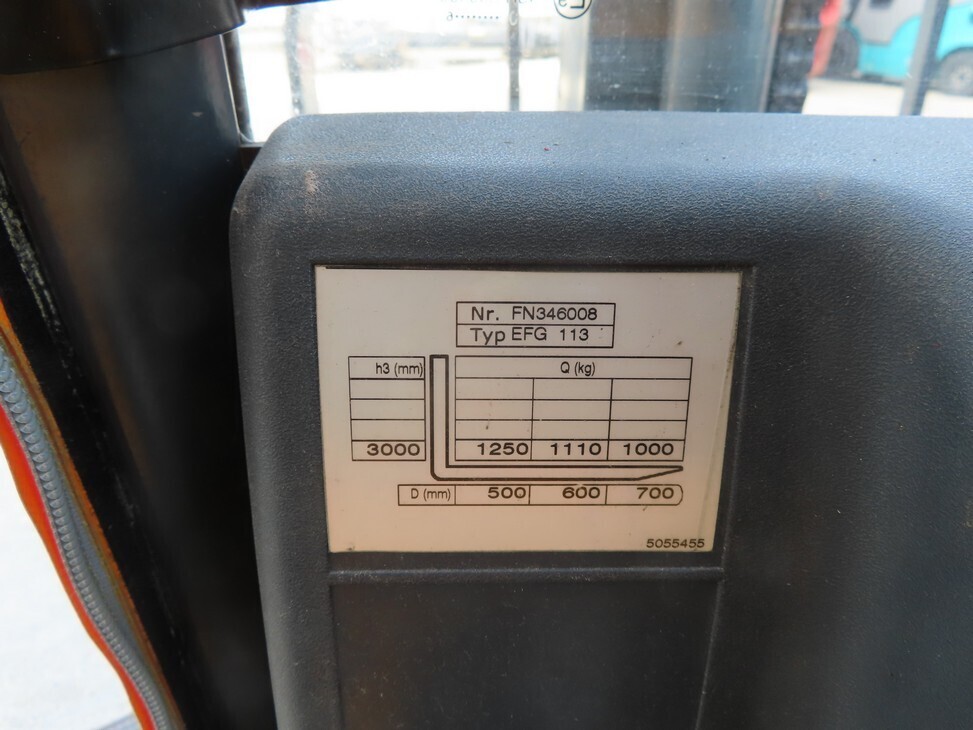 Nr. FN346008
Typ EFG 113
h3 (mm) Q (kg)
3000 1250 1110 1000
D (mm) 500 600 700
5055455